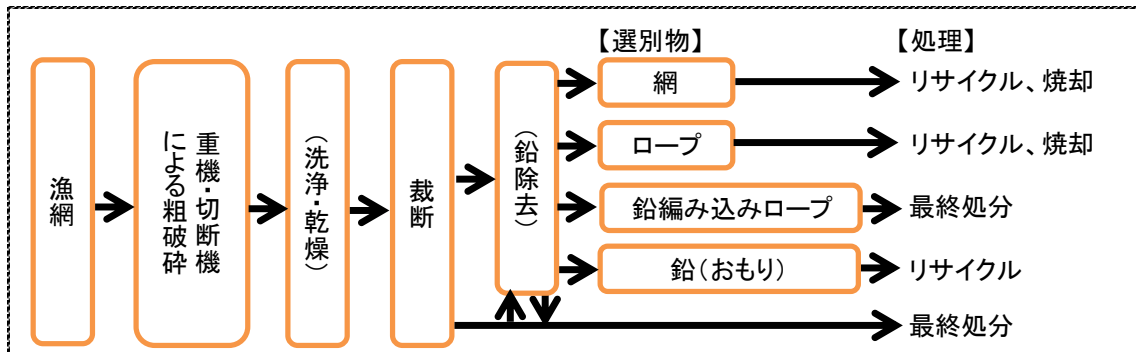 【選別物】
【処理】
漁網
重機・切断機
による粗破砕
(洗浄・乾燥)
裁断
(鉛除去)
網
リサイクル、焼却
ロープ
リサイクル、焼却
鉛編み込みロープ
最終処分
鉛(おもり)
リサイクル
最終処分